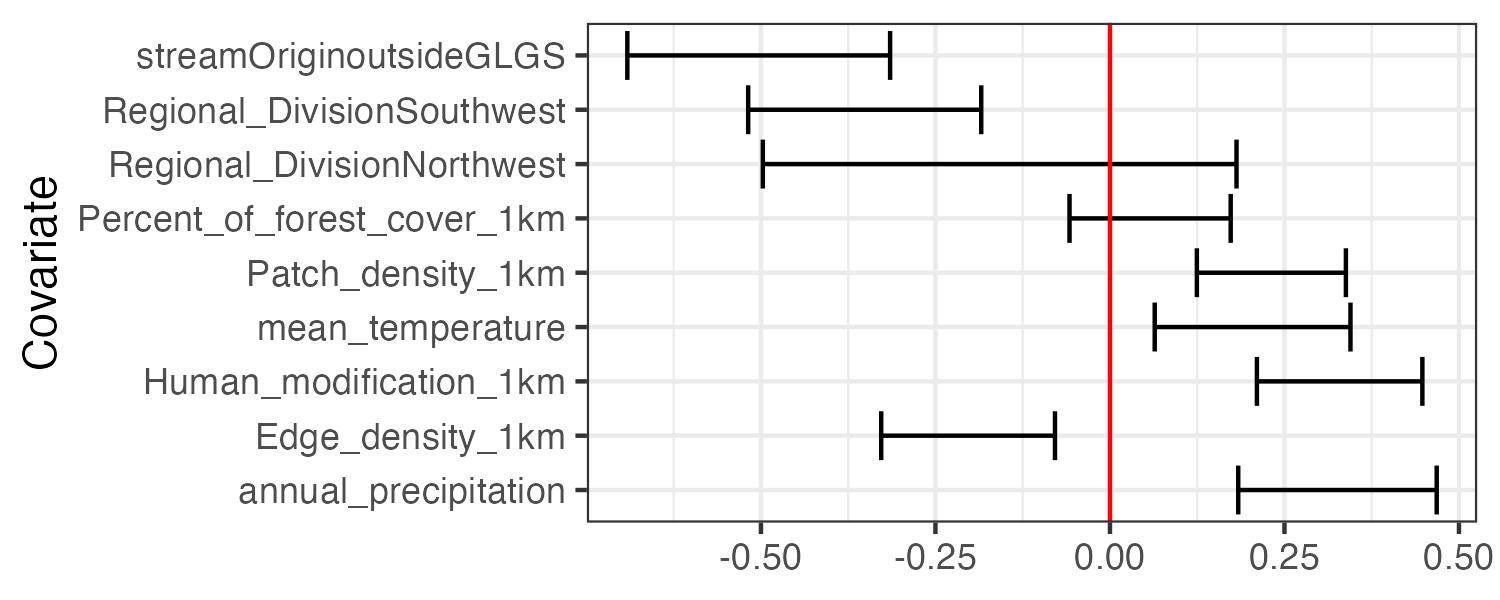 streamOriginoutsideGLGS
Regional_DivisionSouthwest
Regional_DivisionNorthwest
Percent_of_forest_cover_1km
Patch_density_1km
mean_temperature
Human_modification_1km
Edge_density_1km
annual_precipitation
Covariate
-0.50 -0.25 0.00 0.25 0.50